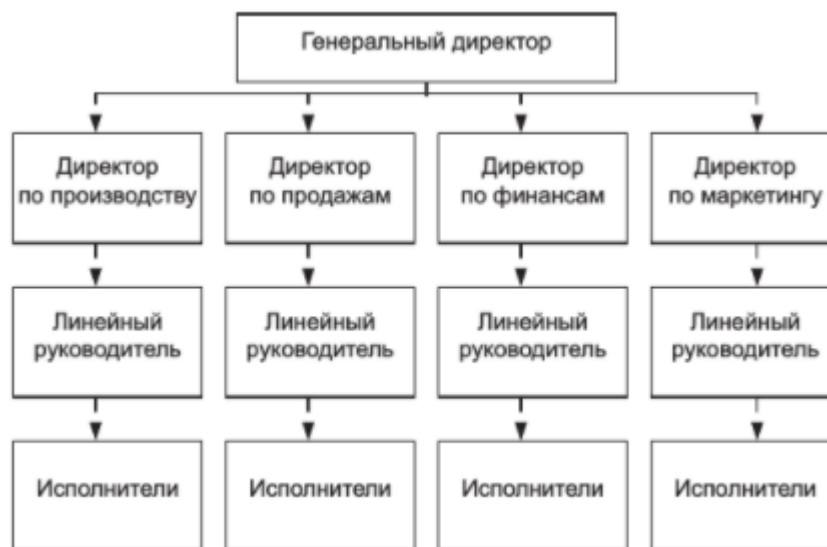 Генеральный директор
Директор
по производству
Директор
по продажам
Директор
по финансам
Директор
по маркетингу
Линейный
руководитель
Линейный
руководитель
Линейный
руководитель
Линейный
руководитель
Исполнители
Исполнители
Исполнители
Исполнители